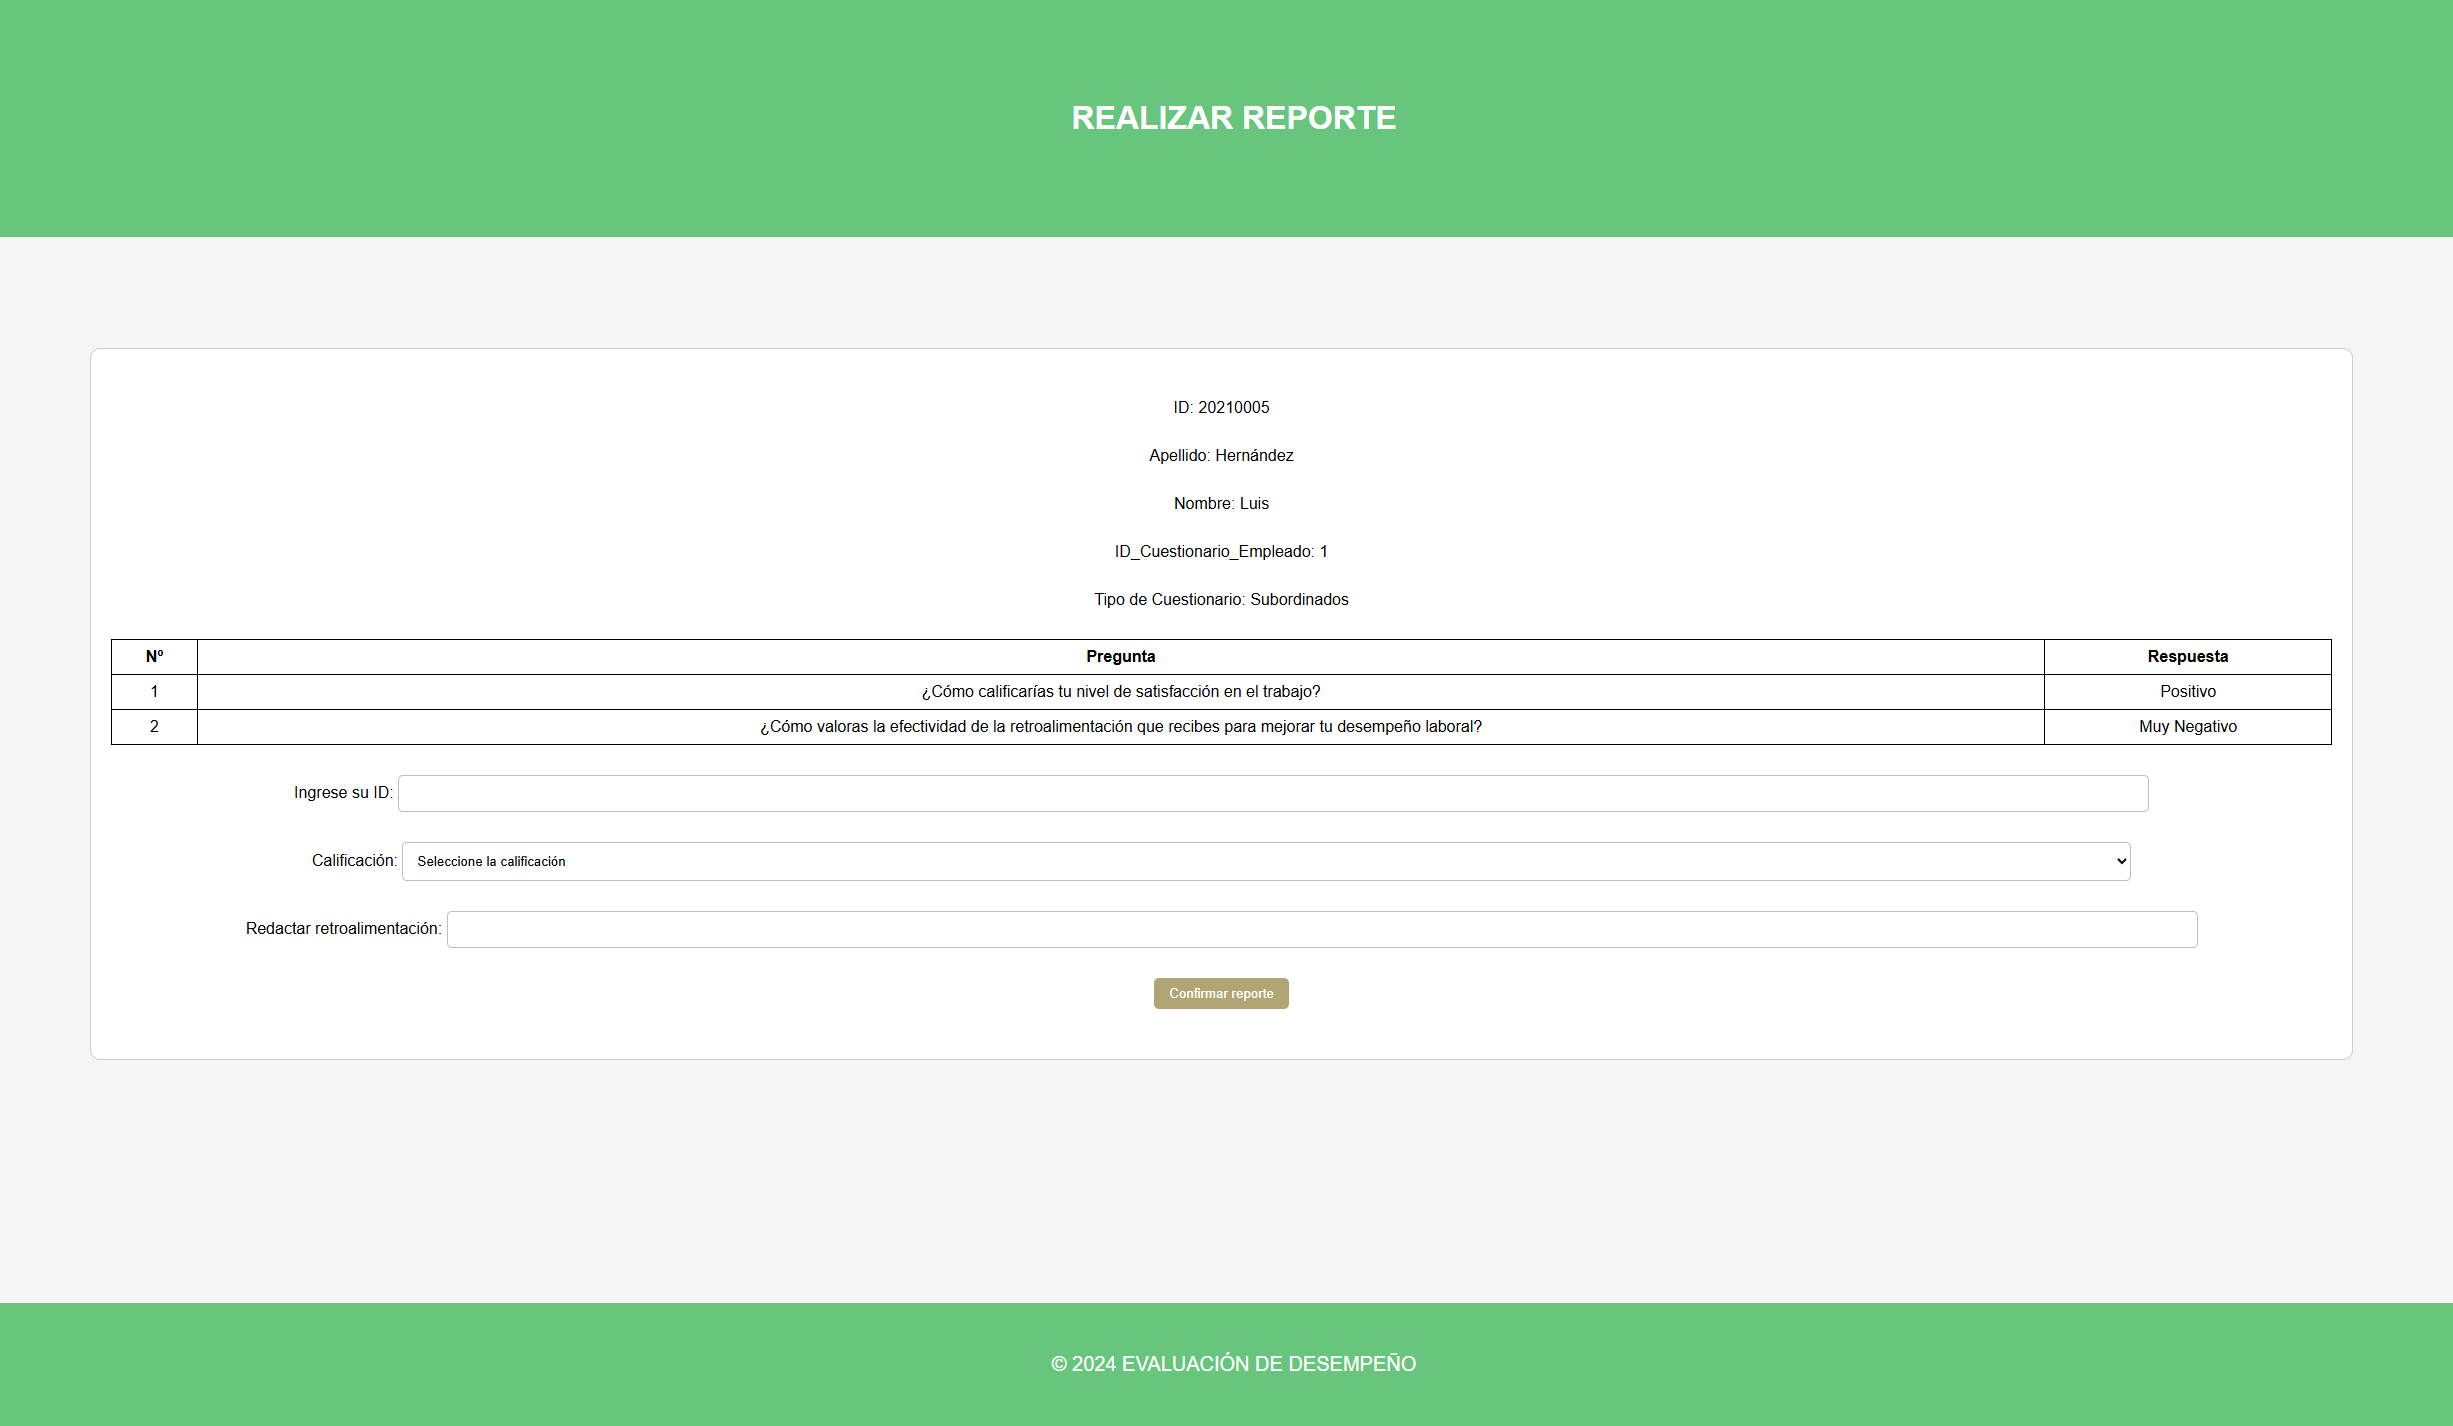 REALIZAR REPORTE
ID: 20210005
Apellido: Hernández
Nombre: Luis
ID_Cuestionario_Empleado: 1
Tipo de Cuestionario: Subordinados
Nº Pregunta Respuesta
1 ¿Cómo calificarías tu nivel de satisfacción en el trabajo? Positivo
2 ¿Cómo valoras la efectividad de la retroalimentación que recibes para mejorar tu desempeño laboral? Muy Negativo
Ingrese su ID:
Calificación: Seleccione la calificación
Redactar retroalimentación:
Confirmar reporte
© 2024 EVALUACIÓN DE DESEMPEÑO